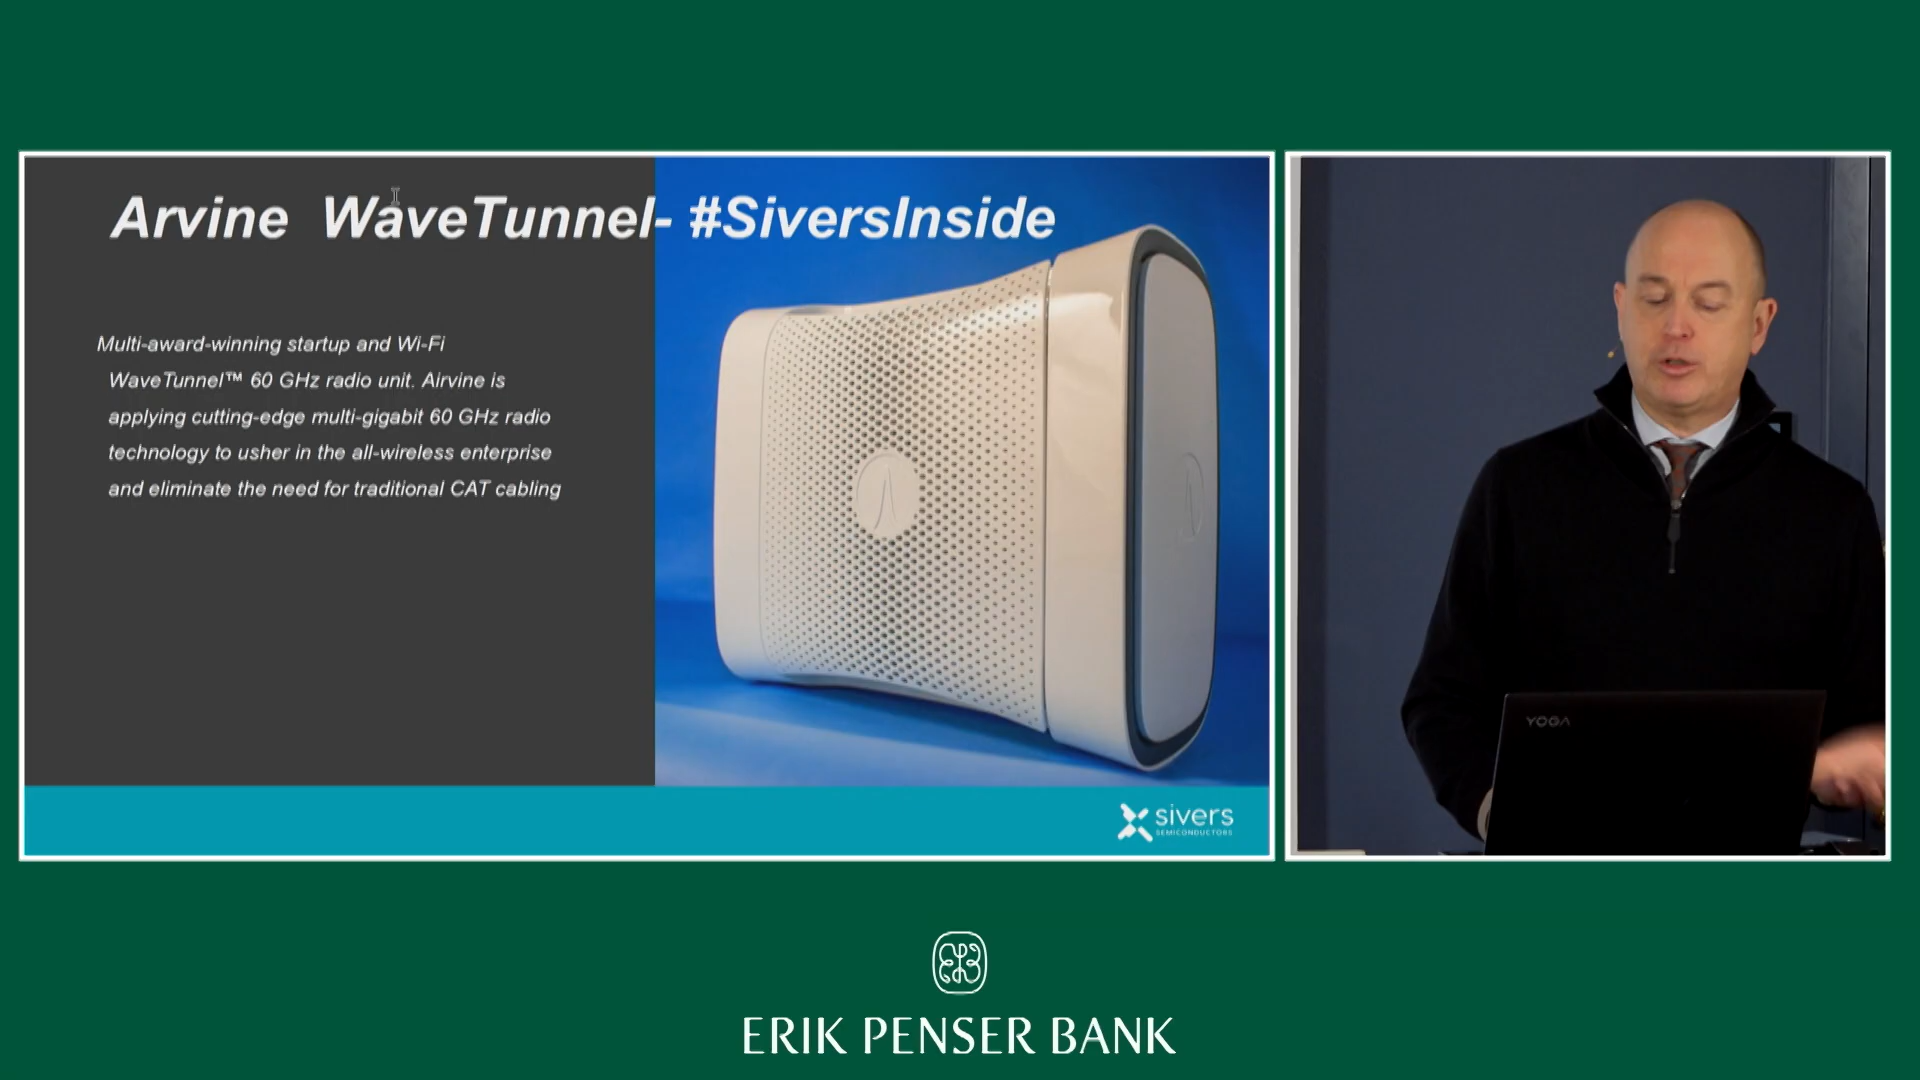 Arvine WaveTunnel- #SiversInside
Multi-award-winning startup and Wi-Fi
WaveTunnel™ 60 GHz radio unit. Airvine is
applying cutting-edge multi-gigabit 60 GHz radio
technology to usher in the all-wireless enterprise
and eliminate the need for traditional CAT cabling
sivers
SEMICONDUCTORS
YOGA
ERIK PENSER BANK